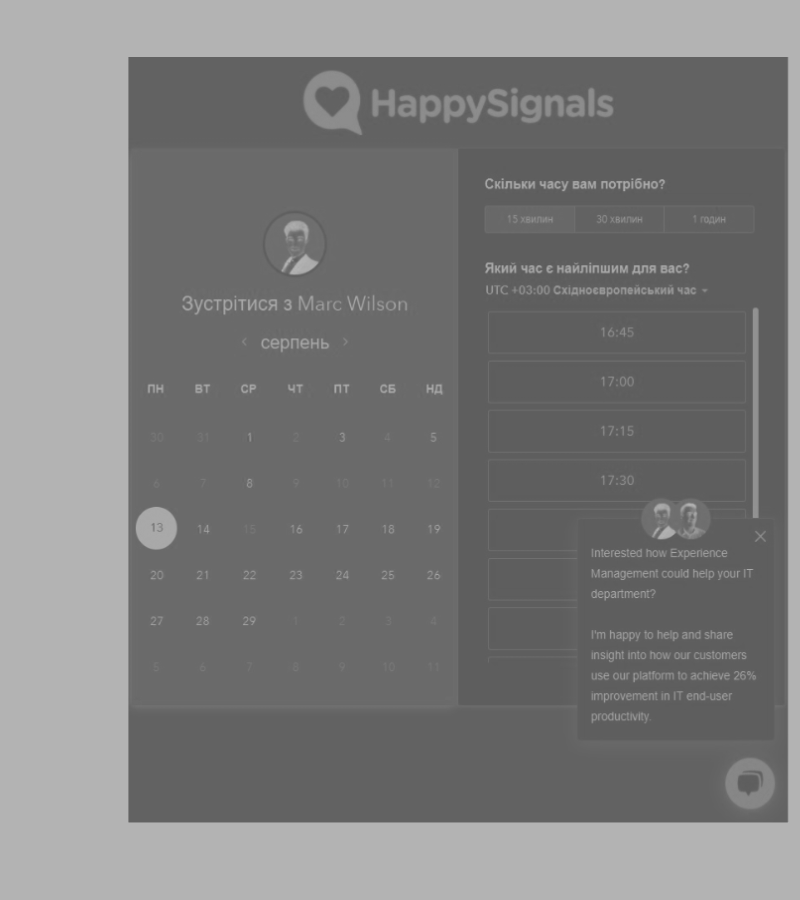 HappySignals
Зустрітися з Marc Wilson
серпень
ПН ВТ СР ЧТ ПТ СБ НД
30 31 1 2 3 4 5
6 7 8 9 10 11 12
13 14 15 16 17 18 19
20 21 22 23 24 25 26
27 28 29 1 2 3 4
5 6 7 8 9 10 11
Скільки часу вам потрібно?
15 хвилин 30 хвилин 1 годин
Який час є найліпшим для вас?
UTC +03:00 Східноєвропейський час
16:45
17:00
17:15
17:30
Interested how Experience
Management could help your IT
department?
I'm happy to help and share
insight into how our customers
use our platform to achieve 26%
improvement in IT end-user
productivity.